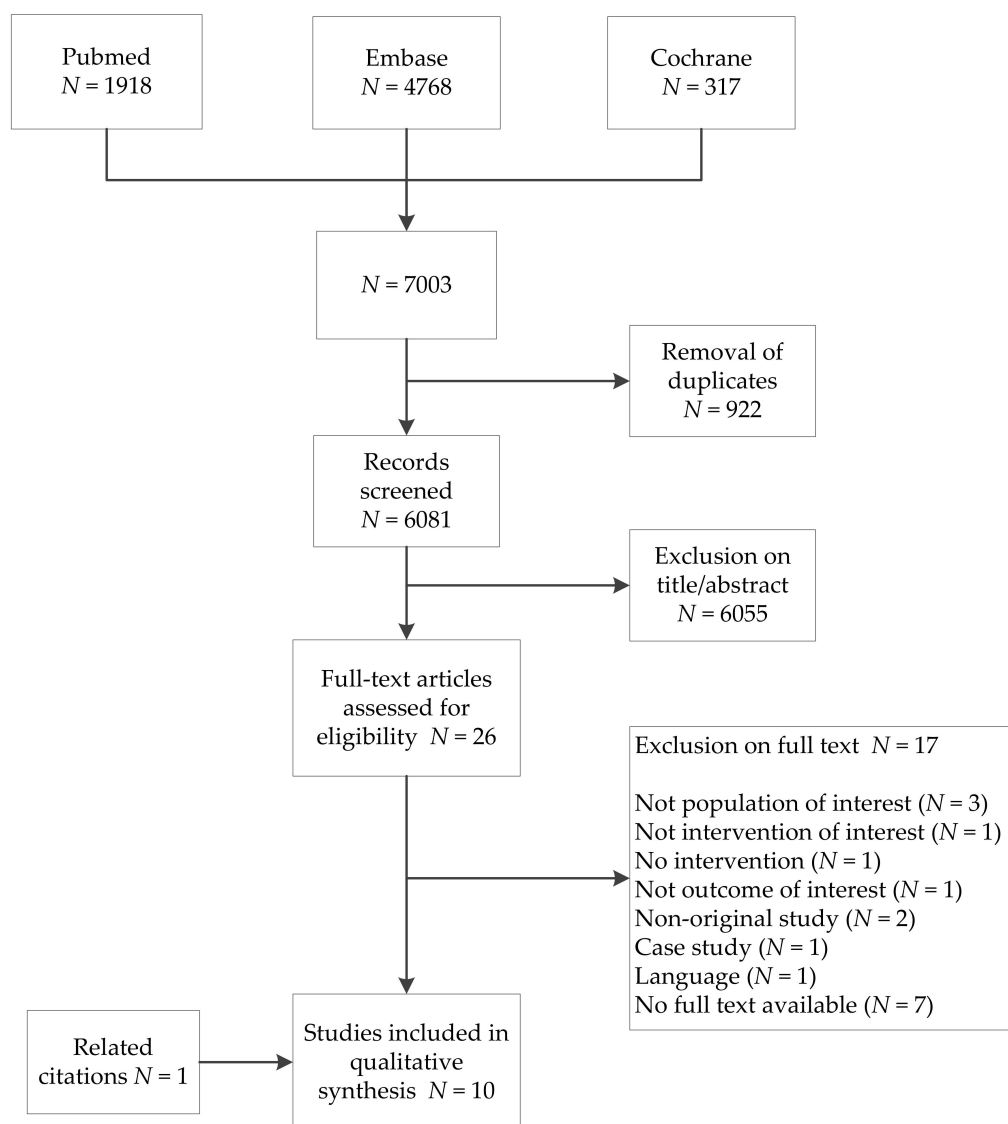 Pubmed
N = 1918
Embase
N = 4768
Cochrane
N = 317
N = 7003
Removal of
duplicates
N = 922
Records
screened
N = 6081
Exclusion on
title/abstract
N = 6055
Full-text articles
assessed for
eligibility N = 26
Exclusion on full text N = 17
Not population of interest (N = 3)
Not intervention of interest (N = 1)
No intervention (N = 1)
Not outcome of interest (N = 1)
Non-original study (N = 2)
Case study (N = 1)
Language (N = 1)
No full text available (N = 7)
Related
citations N = 1
Studies included in
qualitative
synthesis N = 10